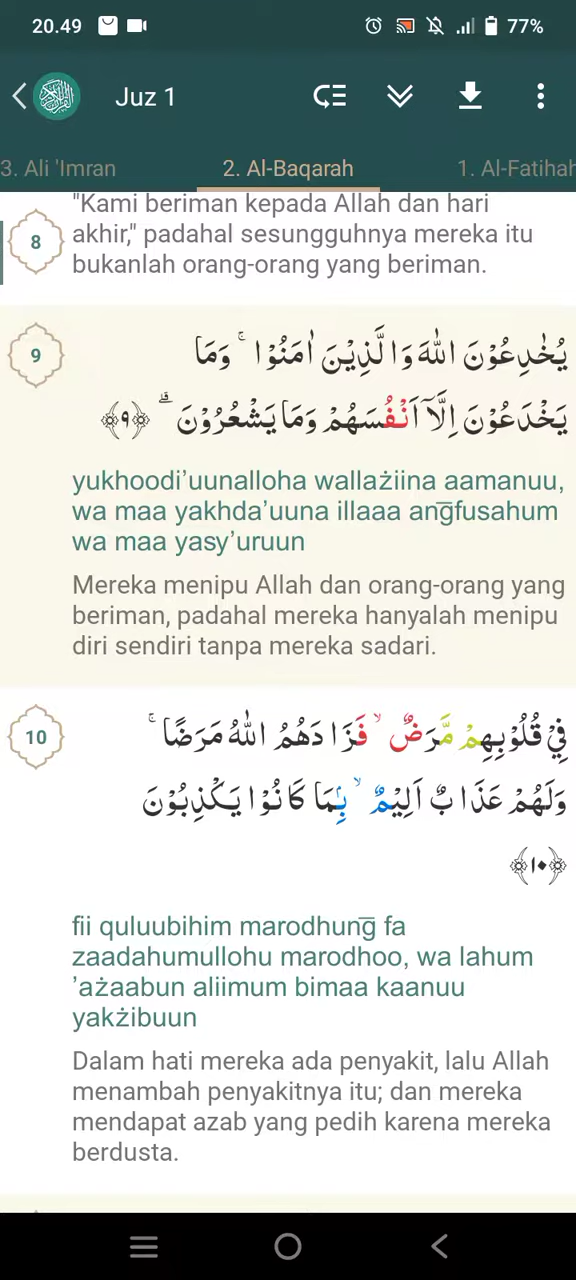 20.49
77%
Juz 1
3. Ali 'Imran
2. Al-Baqarah
1. Al-Fatihah
"Kami beriman kepada Allah dan hari
8
akhir," padahal sesungguhnya mereka itu
bukanlah orang-orang yang beriman.
9
يُخٰدِعُوْنَ اللّٰهَ وَالَّذِيْنَ اٰمَنُوْا ۚ وَمَا
يَخْدَعُوْنَ اِلَّآ اَنْفُسَهُمْ وَمَا يَشْعُرُوْنَ ۗ ﴿٩﴾
yukhoodi’uunalloha wallażiina aamanuu,
wa maa yakhda’uuna illaaa ang̅fusahum
wa maa yasy’uruun
Mereka menipu Allah dan orang-orang yang
beriman, padahal mereka hanyalah menipu
diri sendiri tanpa mereka sadari.
10
فِيْ قُلُوْبِهِمْ مَّرَضٌ ۙ فَزَادَهُمُ اللّٰهُ مَرَضًا ۚ
وَلَهُمْ عَذَابٌ اَلِيْمٌ ۙ بِۢمَا كَانُوْا يَكْذِبُوْنَ
﴿١٠﴾
fii quluubihim marodhung̅ fa
zaadahumullohu marodhoo, wa lahum
’ażaabun aliimum bimaa kaanuu
yakżibuun
Dalam hati mereka ada penyakit, lalu Allah
menambah penyakitnya itu; dan mereka
mendapat azab yang pedih karena mereka
berdusta.